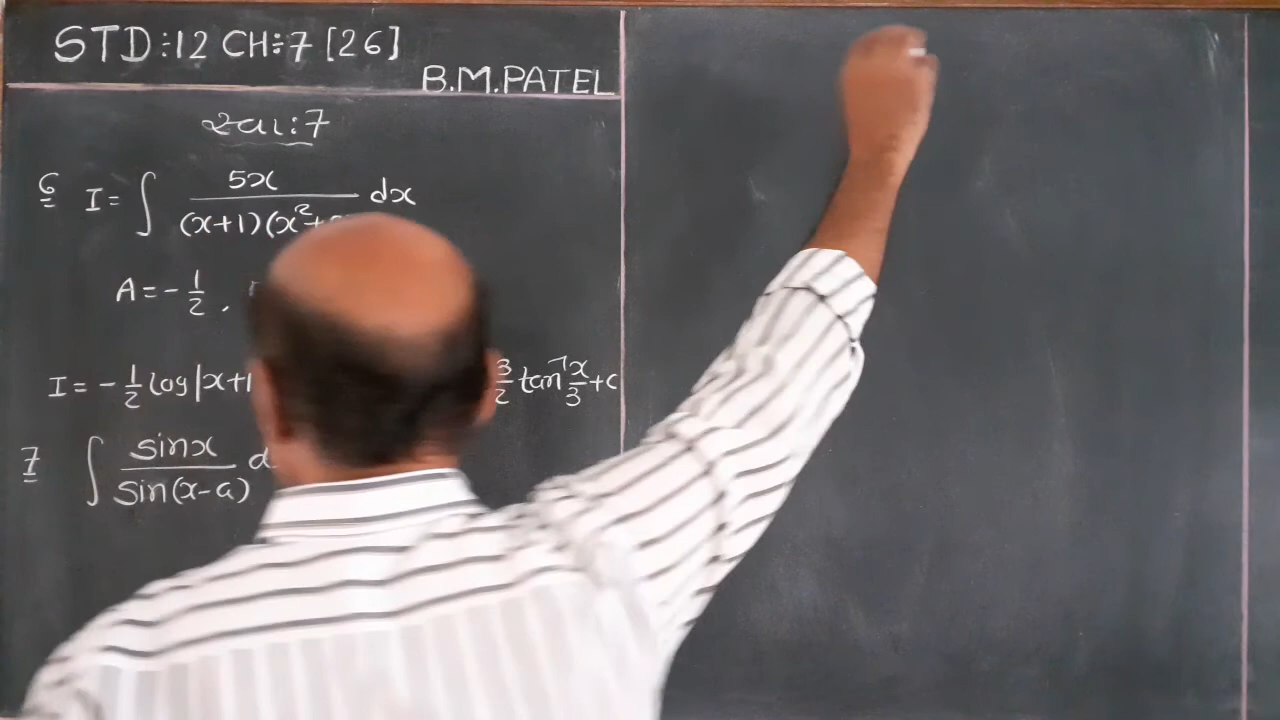 STD:12 CH:7 [26]
B.M.PATEL
:7
6 I = ∫ 5x / (x+1)(x²+ dx
A = -1/2 ,
I = -1/2 log|x+1 3/2 tan⁻¹ x/3 + c
7 ∫ sinx / sin(x-a) d